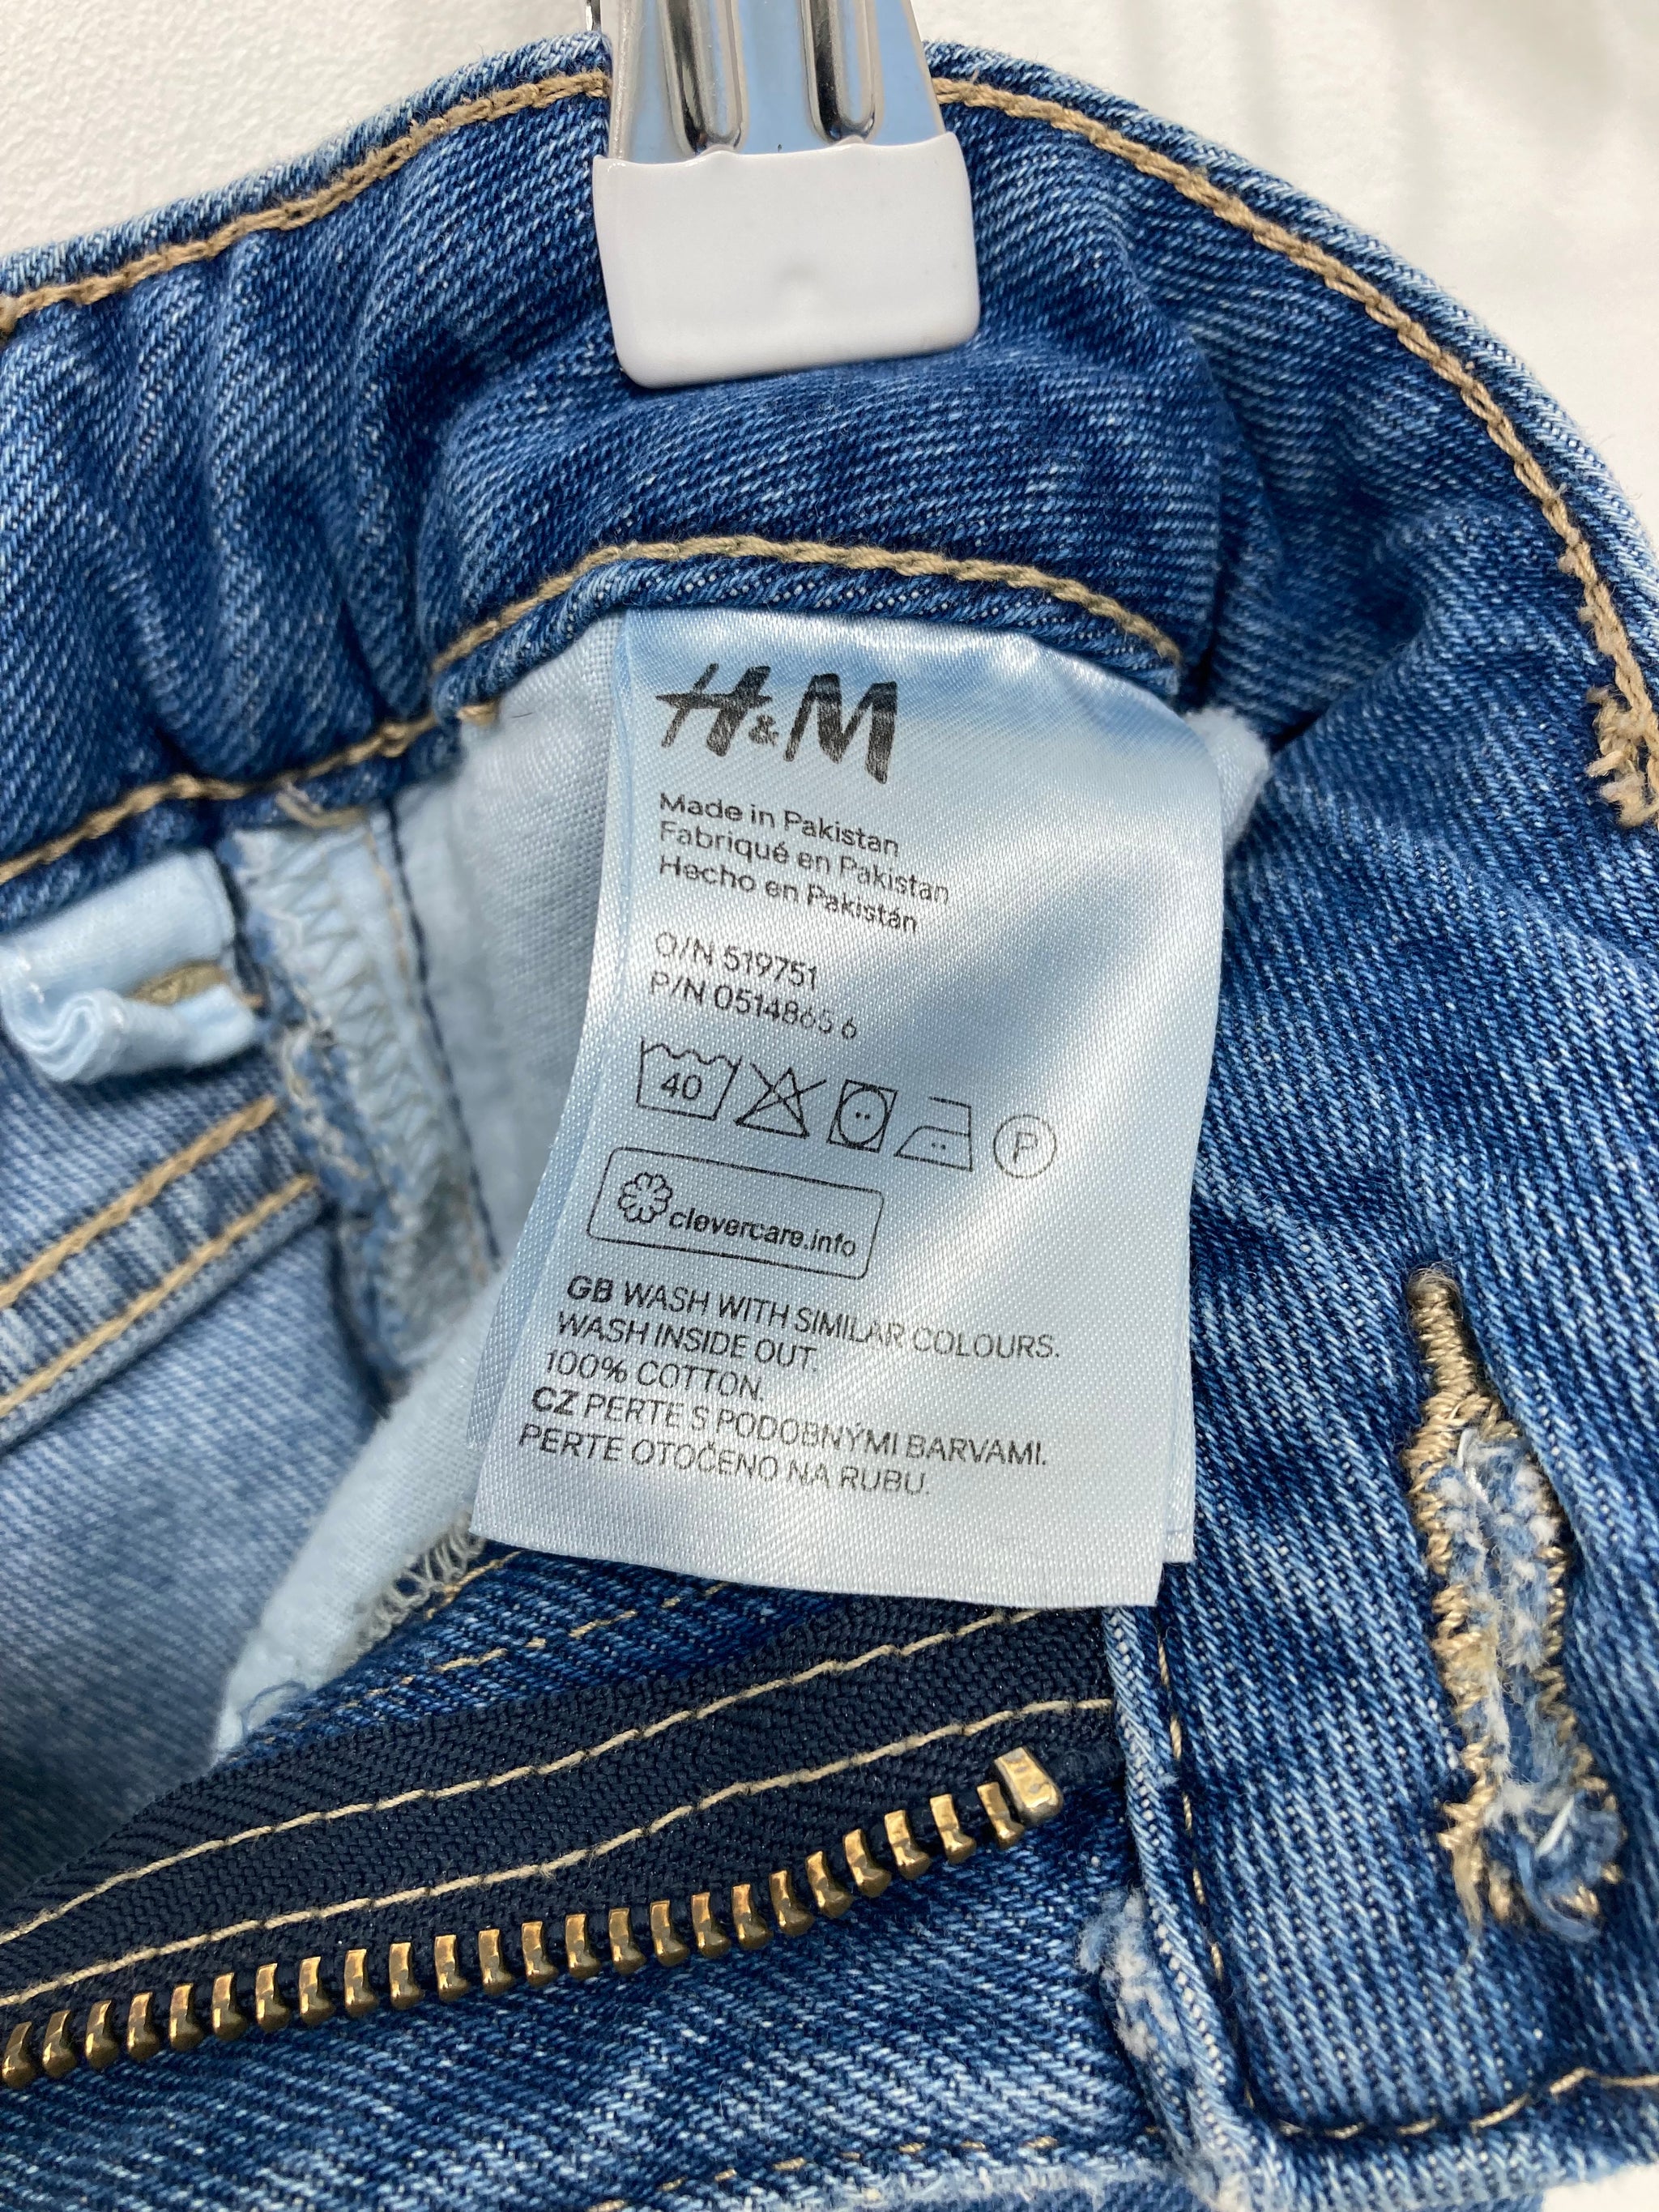 H&M
Made in Pakistan
Fabriqué en Pakistan
Hecho en Pakistán
O/N 519751
P/N 0514865 6
40
P
clevercare.info
GB WASH WITH SIMILAR COLOURS.
WASH INSIDE OUT.
100% COTTON.
CZ PERTE S PODOBNÝMI BARVAMI.
PERTE OTOČENO NA RUBU.